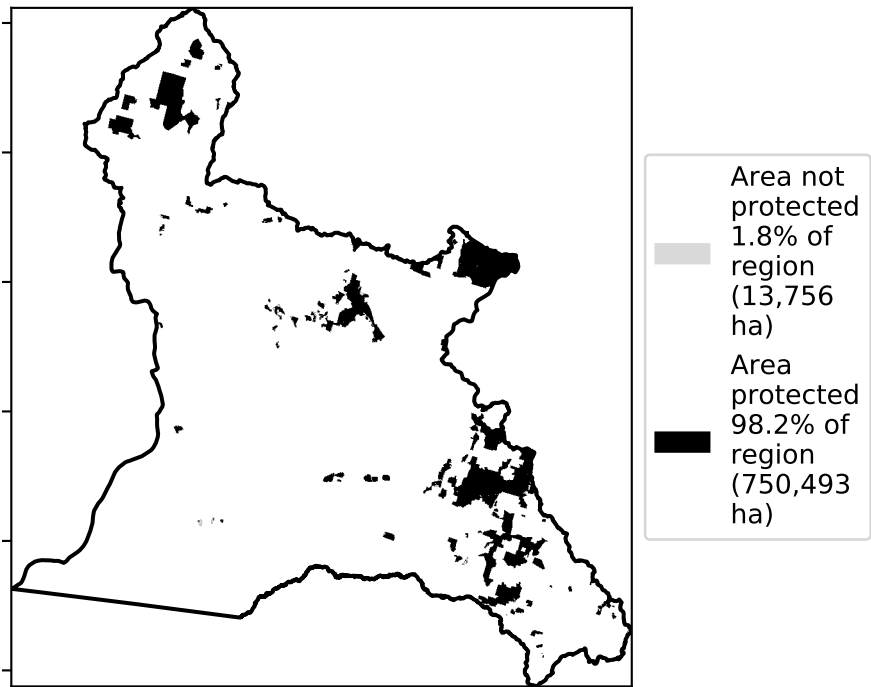 Area not
protected
1.8% of
region
(13,756
ha)
Area
protected
98.2% of
region
(750,493
ha)